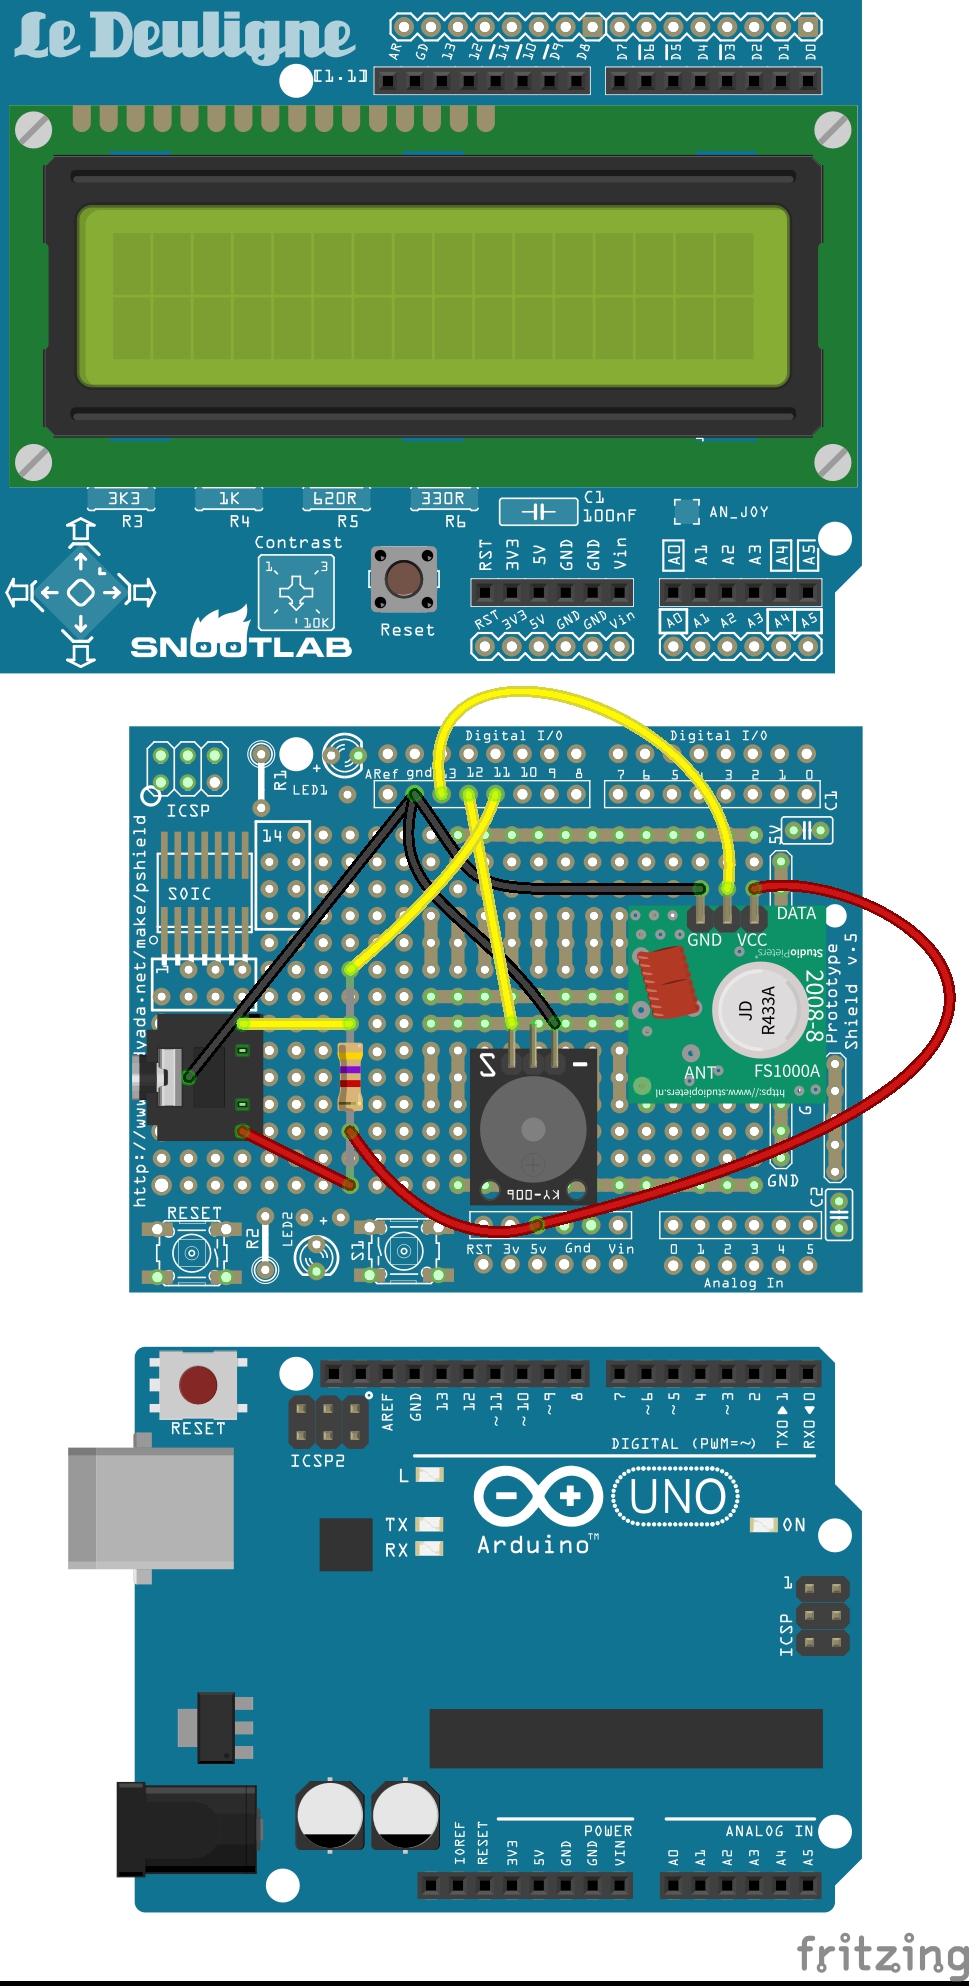 Le Deuligne
[1.1]
AR GD 13 12 11 10 D9 D8 D7 D6 D5 D4 D3 D2 D1 D0
3K3 1K 620R 330R
R3 R4 R5 R6
C1
100nF
AN_JOY
Contrast
1 3
10K
Reset
SNOOTLAB
RST 3V3 5V GND GND Vin A0 A1 A2 A3 A4 A5
RST 3V3 5V GND GND Vin A0 A1 A2 A3 A4 A5
Digital I/O Digital I/O
ARef gnd 13 12 11 10 9 8 7 6 5 4 3 2 1 0
ICSP
R1
LED1
+
C1
5V
14
SOIC
1
DATA
GND VCC
StudioPieters
2008-8
JD
R433A
ANT FS1000A
https://www.studiopieters.nl
Prototype
Shield v.5
S -
KY-006
G
GND
C2
RESET
R2
LED2
+
S1
RST 3v 5v Gnd Vin 0 1 2 3 4 5
Analog In
RESET
ICSP2
AREF GND 13 12 ~11 ~10 ~9 8 7 ~6 ~5 4 ~3 2 TX0 1 RX0 0
DIGITAL (PWM=~)
L
TX
RX
UNO
Arduino™
ON
1
ICSP
POWER ANALOG IN
IOREF RESET 3V3 5V GND GND VIN A0 A1 A2 A3 A4 A5
fritzing